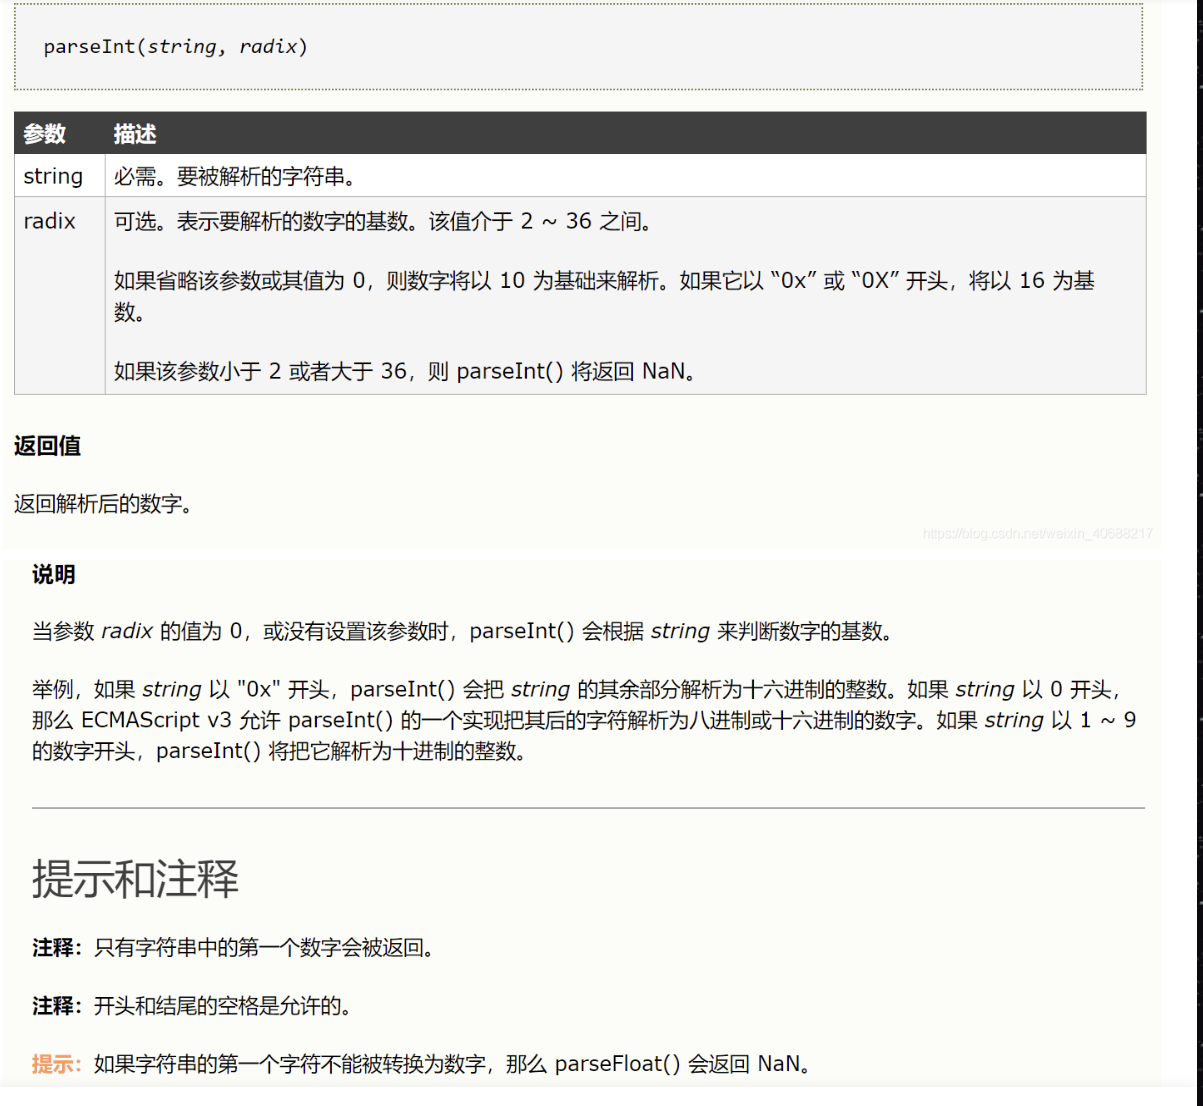 parseInt(string, radix)
参数 描述
string 必需。要被解析的字符串。
radix 可选。表示要解析的数字的基数。该值介于 2 ~ 36 之间。
如果省略该参数或其值为 0，则数字将以 10 为基础来解析。如果它以 “0x” 或 “0X” 开头，将以 16 为基
数。
如果该参数小于 2 或者大于 36，则 parseInt() 将返回 NaN。
返回值
返回解析后的数字。
https://blog.csdn.net/weixin_40688217
说明
当参数 radix 的值为 0，或没有设置该参数时，parseInt() 会根据 string 来判断数字的基数。
举例，如果 string 以 "0x" 开头，parseInt() 会把 string 的其余部分解析为十六进制的整数。如果 string 以 0 开头，
那么 ECMAScript v3 允许 parseInt() 的一个实现把其后的字符解析为八进制或十六进制的数字。如果 string 以 1 ~ 9
的数字开头，parseInt() 将把它解析为十进制的整数。
提示和注释
注释：只有字符串中的第一个数字会被返回。
注释：开头和结尾的空格是允许的。
提示：如果字符串的第一个字符不能被转换为数字，那么 parseFloat() 会返回 NaN。